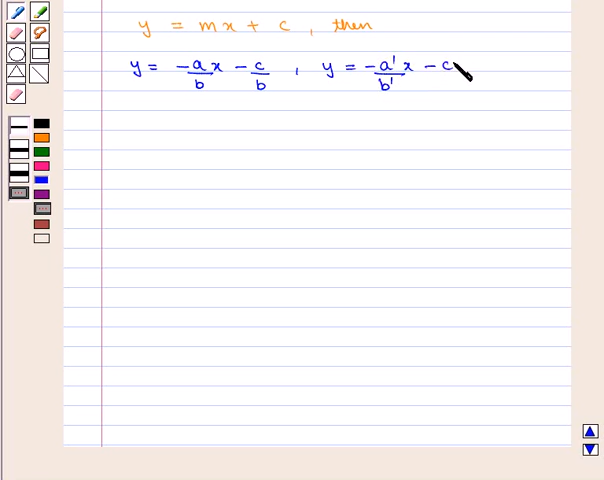 y = mx + c , then
y = -a/b x - c/b , y = -a'/b' x - c